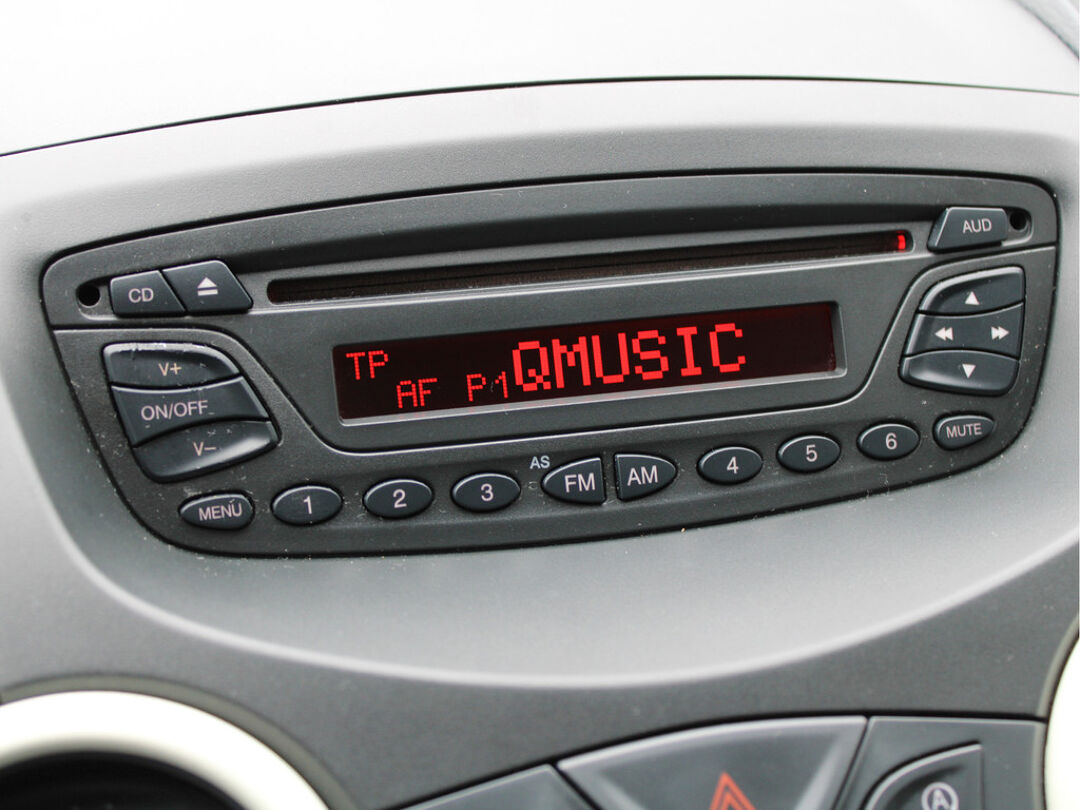 AUD
CD
V+
ON/OFF
V–
TP
AF P1 QMUSIC
MENU
1
2
3
AS
FM
AM
4
5
6
MUTE
A